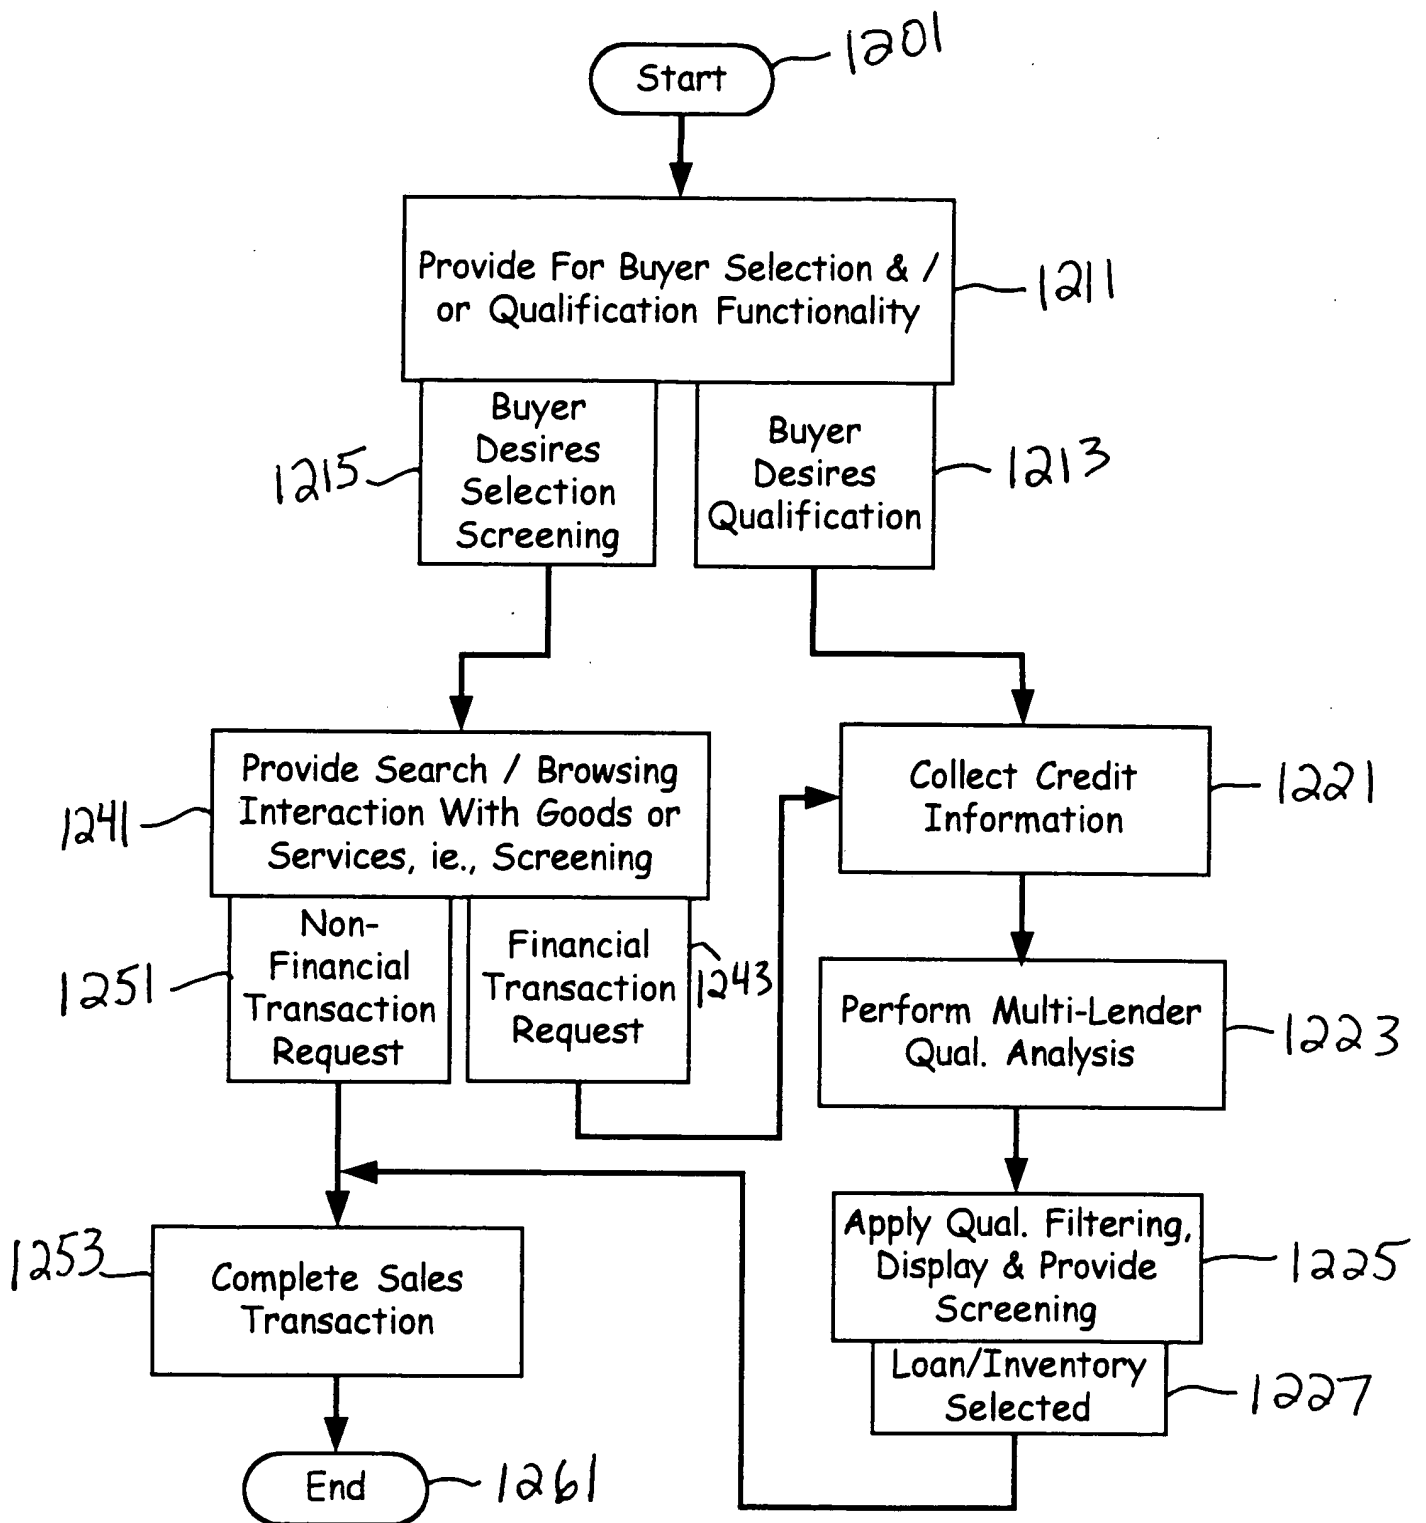 Start
1201
Provide For Buyer Selection & /
or Qualification Functionality
1211
Buyer
Desires
Selection
Screening
1215
Buyer
Desires
Qualification
1213
Provide Search / Browsing
Interaction With Goods or
Services, ie., Screening
1241
Collect Credit
Information
1221
Non-
Financial
Transaction
Request
1251
Financial
Transaction
Request
1243
Perform Multi-Lender
Qual. Analysis
1223
Apply Qual. Filtering,
Display & Provide
Screening
1225
Loan/Inventory
Selected
1227
Complete Sales
Transaction
1253
End
1261